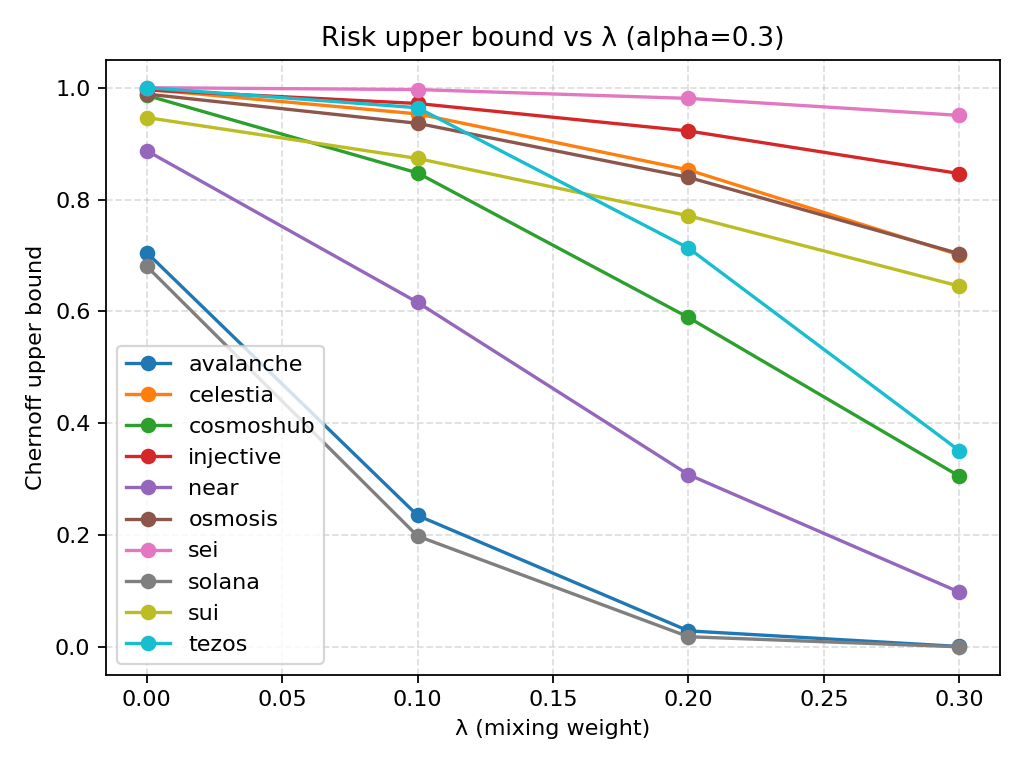 Risk upper bound vs λ (alpha=0.3)
Chernoff upper bound
1.0
0.8
0.6
0.4
0.2
0.0
avalanche
celestia
cosmoshub
injective
near
osmosis
sei
solana
sui
tezos
0.00 0.05 0.10 0.15 0.20 0.25 0.30
λ (mixing weight)